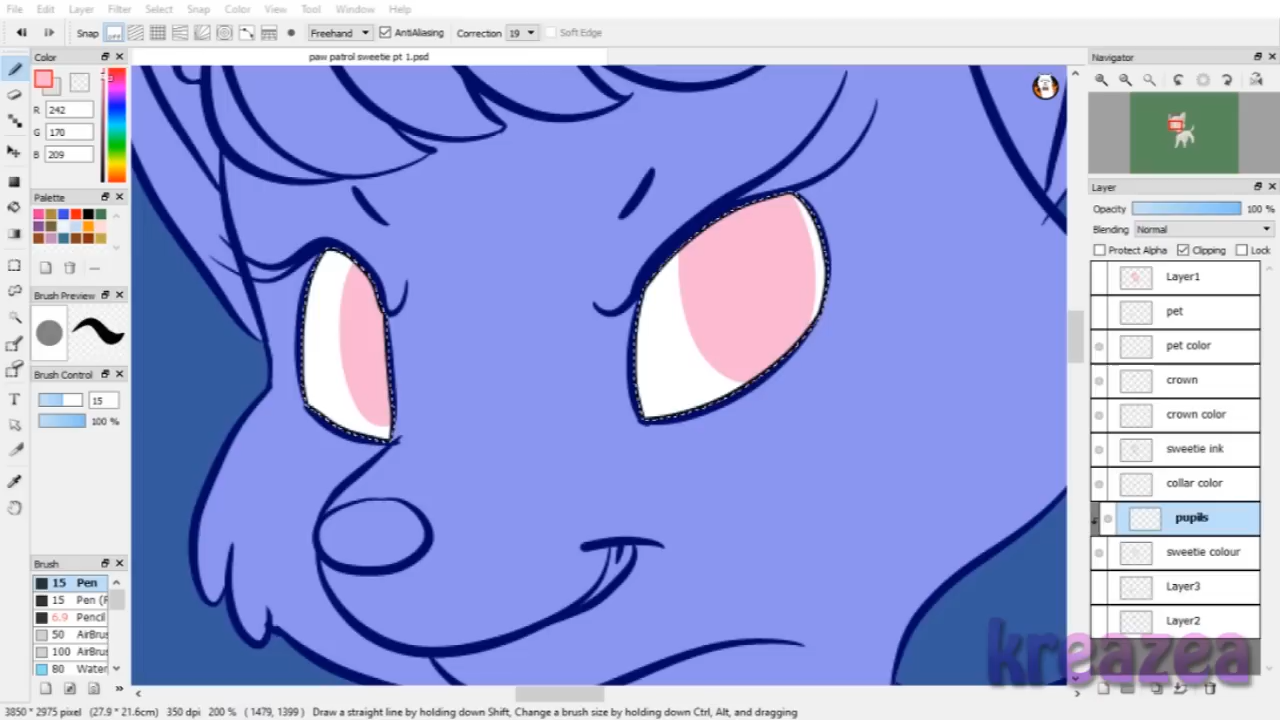 File Edit Layer Filter Select Snap Color View Tool Window Help
Snap OFF Freehand AntiAliasing Correction 19 Soft Edge
Color
paw patrol sweetie pt 1.psd
Navigator
R 242
G 170
B 209
Palette
Layer
Opacity 100 %
Blending Normal
Protect Alpha Clipping Lock
Layer1
pet
pet color
crown
crown color
sweetie ink
collar color
pupils
sweetie colour
Layer3
Layer2
Brush Preview
Brush Control
15
100 %
Brush
15 Pen
15 Pen (F
6.9 Pencil
50 AirBrus
100 AirBrus
80 Water
kreazea
3850 * 2975 pixel (27.9 * 21.6cm) 350 dpi 200 % ( 1479, 1399 ) Draw a straight line by holding down Shift, Change a brush size by holding down Ctrl, Alt, and dragging